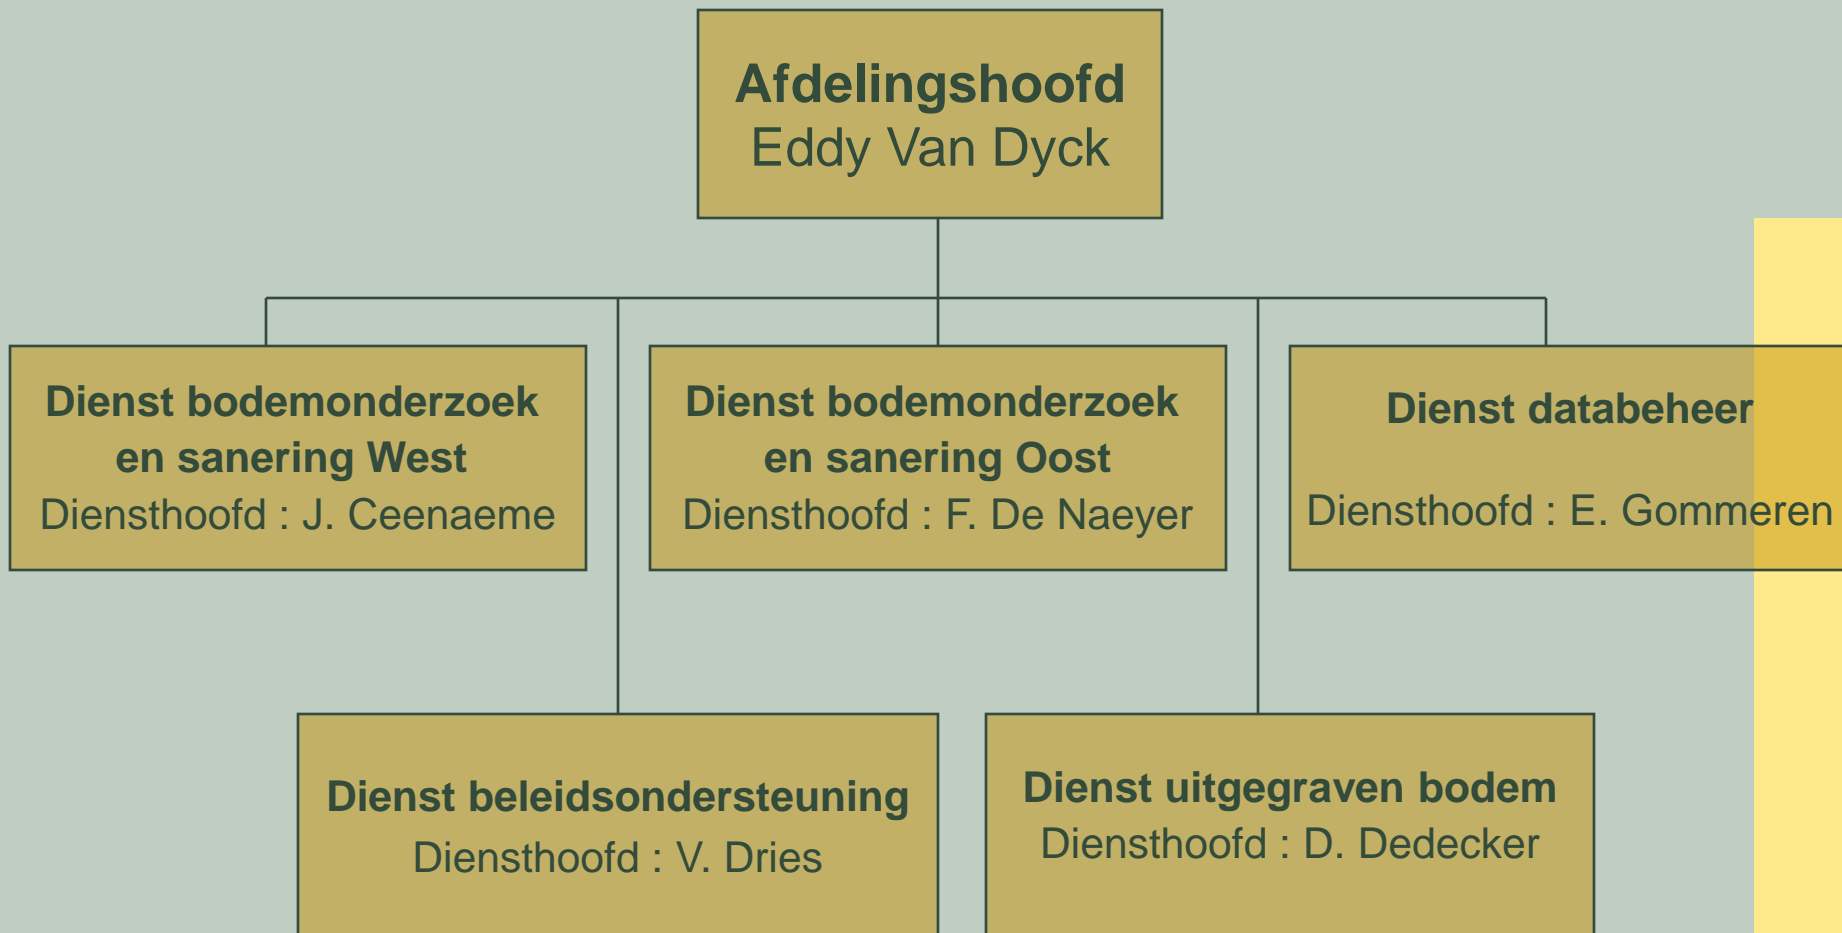 Afdelingshoofd
Eddy Van Dyck
Dienst bodemonderzoek
en sanering West
Diensthoofd : J. Ceenaeme
Dienst bodemonderzoek
en sanering Oost
Diensthoofd : F. De Naeyer
Dienst databeheer
Diensthoofd : E. Gommeren
Dienst beleidsondersteuning
Diensthoofd : V. Dries
Dienst uitgegraven bodem
Diensthoofd : D. Dedecker